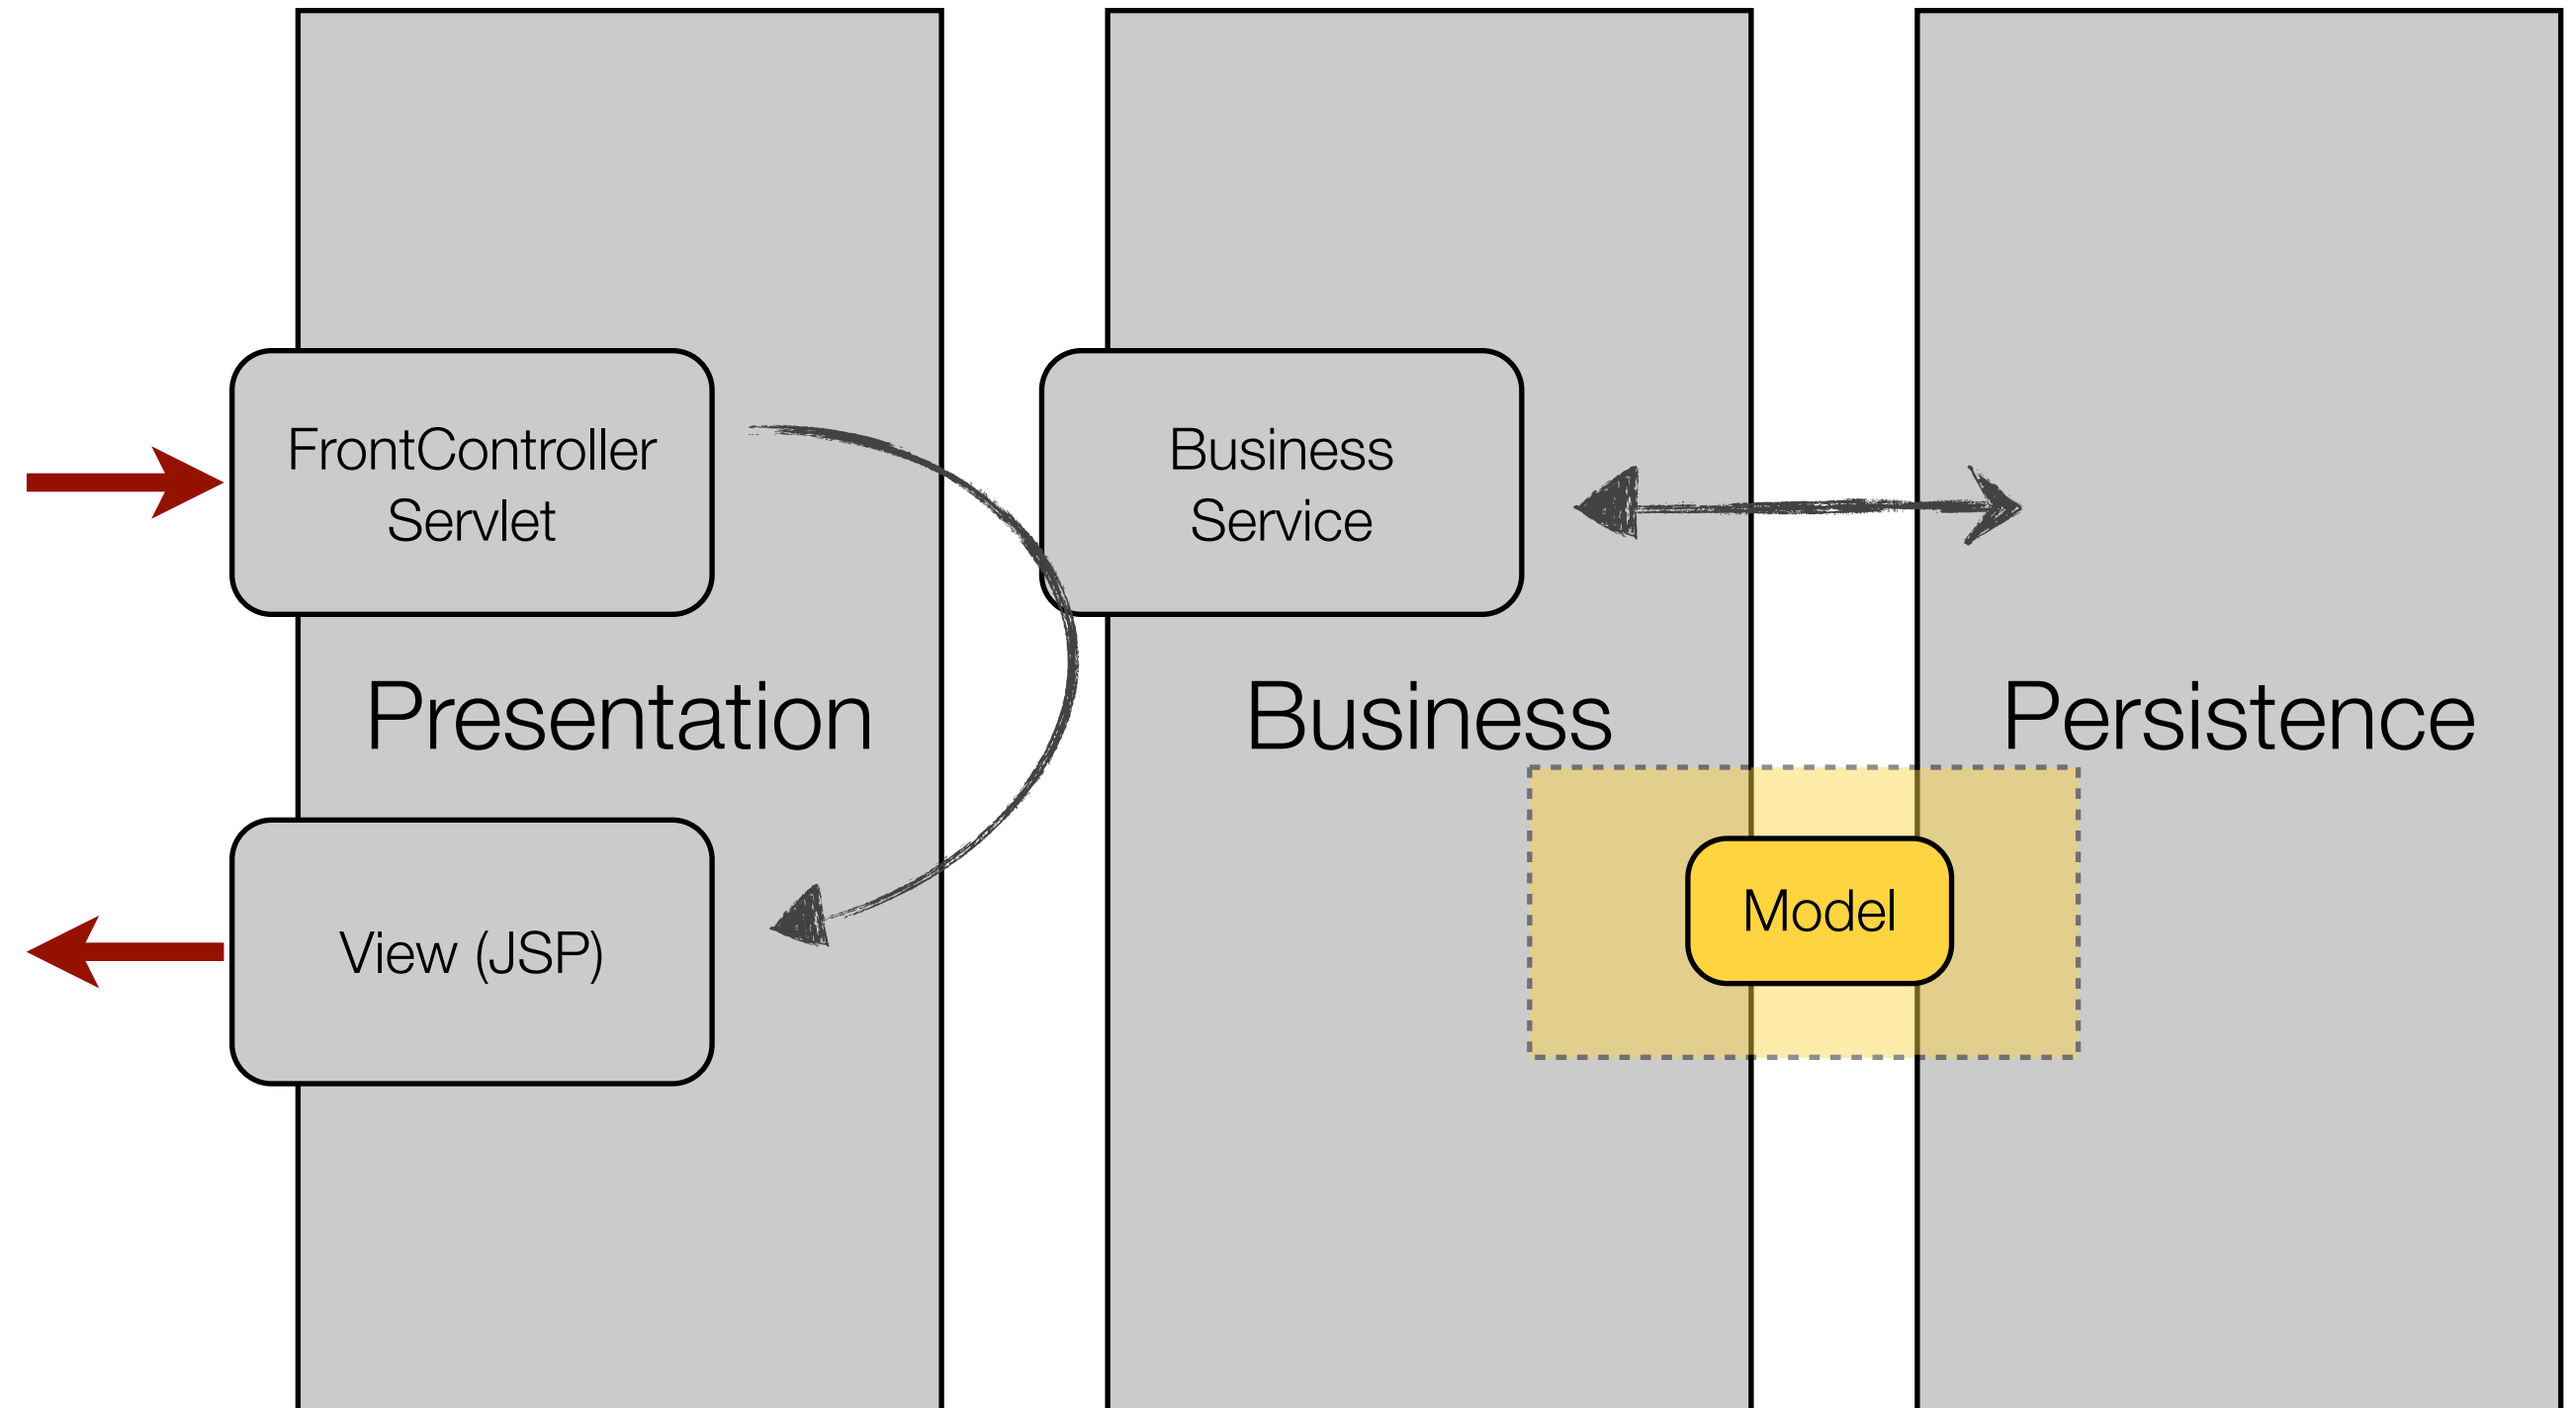 FrontController
Servlet
Business
Service
Presentation
Business
Persistence
View (JSP)
Model